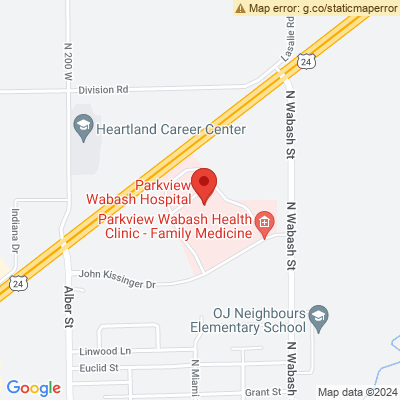 Map error: g.co/staticmaperror
N 200 W
Lasalle Rd
24
Division Rd
N Wabash St
Heartland Career Center
Parkview
Wabash Hospital
Parkview Wabash Health
Clinic - Family Medicine
Indiana Dr
N Wabash St
24
John Kissinger Dr
Alber St
OJ Neighbours
Elementary School
Linwood Ln
Euclid St
N Miami
N Wabash
Grant St
Google
Map data ©2024